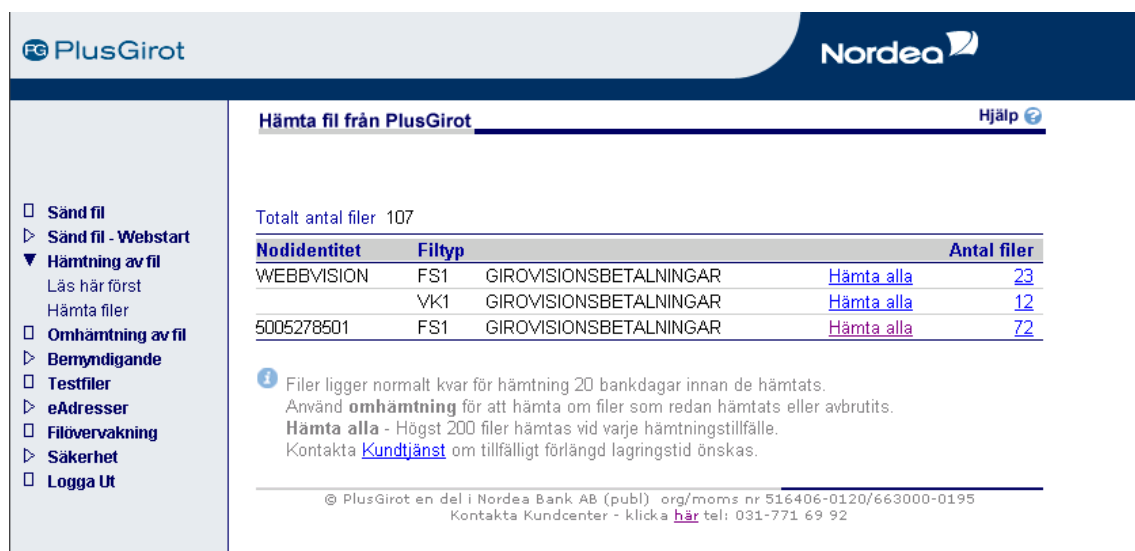 PG PlusGirot
Nordea
Hämta fil från PlusGirot
Hjälp ?
Sänd fil
Sänd fil - Webstart
Hämtning av fil
Läs här först
Hämta filer
Omhämtning av fil
Bemyndigande
Testfiler
eAdresser
Filövervakning
Säkerhet
Logga Ut
Totalt antal filer 107
Nodidentitet Filtyp Antal filer
WEBBVISION FS1 GIROVISIONSBETALNINGAR Hämta alla 23
VK1 GIROVISIONSBETALNINGAR Hämta alla 12
5005278501 FS1 GIROVISIONSBETALNINGAR Hämta alla 72
i Filer ligger normalt kvar för hämtning 20 bankdagar innan de hämtats.
Använd omhämtning för att hämta om filer som redan hämtats eller avbrutits.
Hämta alla - Högst 200 filer hämtas vid varje hämtningstillfälle.
Kontakta Kundtjänst om tillfälligt förlängd lagringstid önskas.
© PlusGirot en del i Nordea Bank AB (publ) org/moms nr 516406-0120/663000-0195
Kontakta Kundcenter - klicka här tel: 031-771 69 92